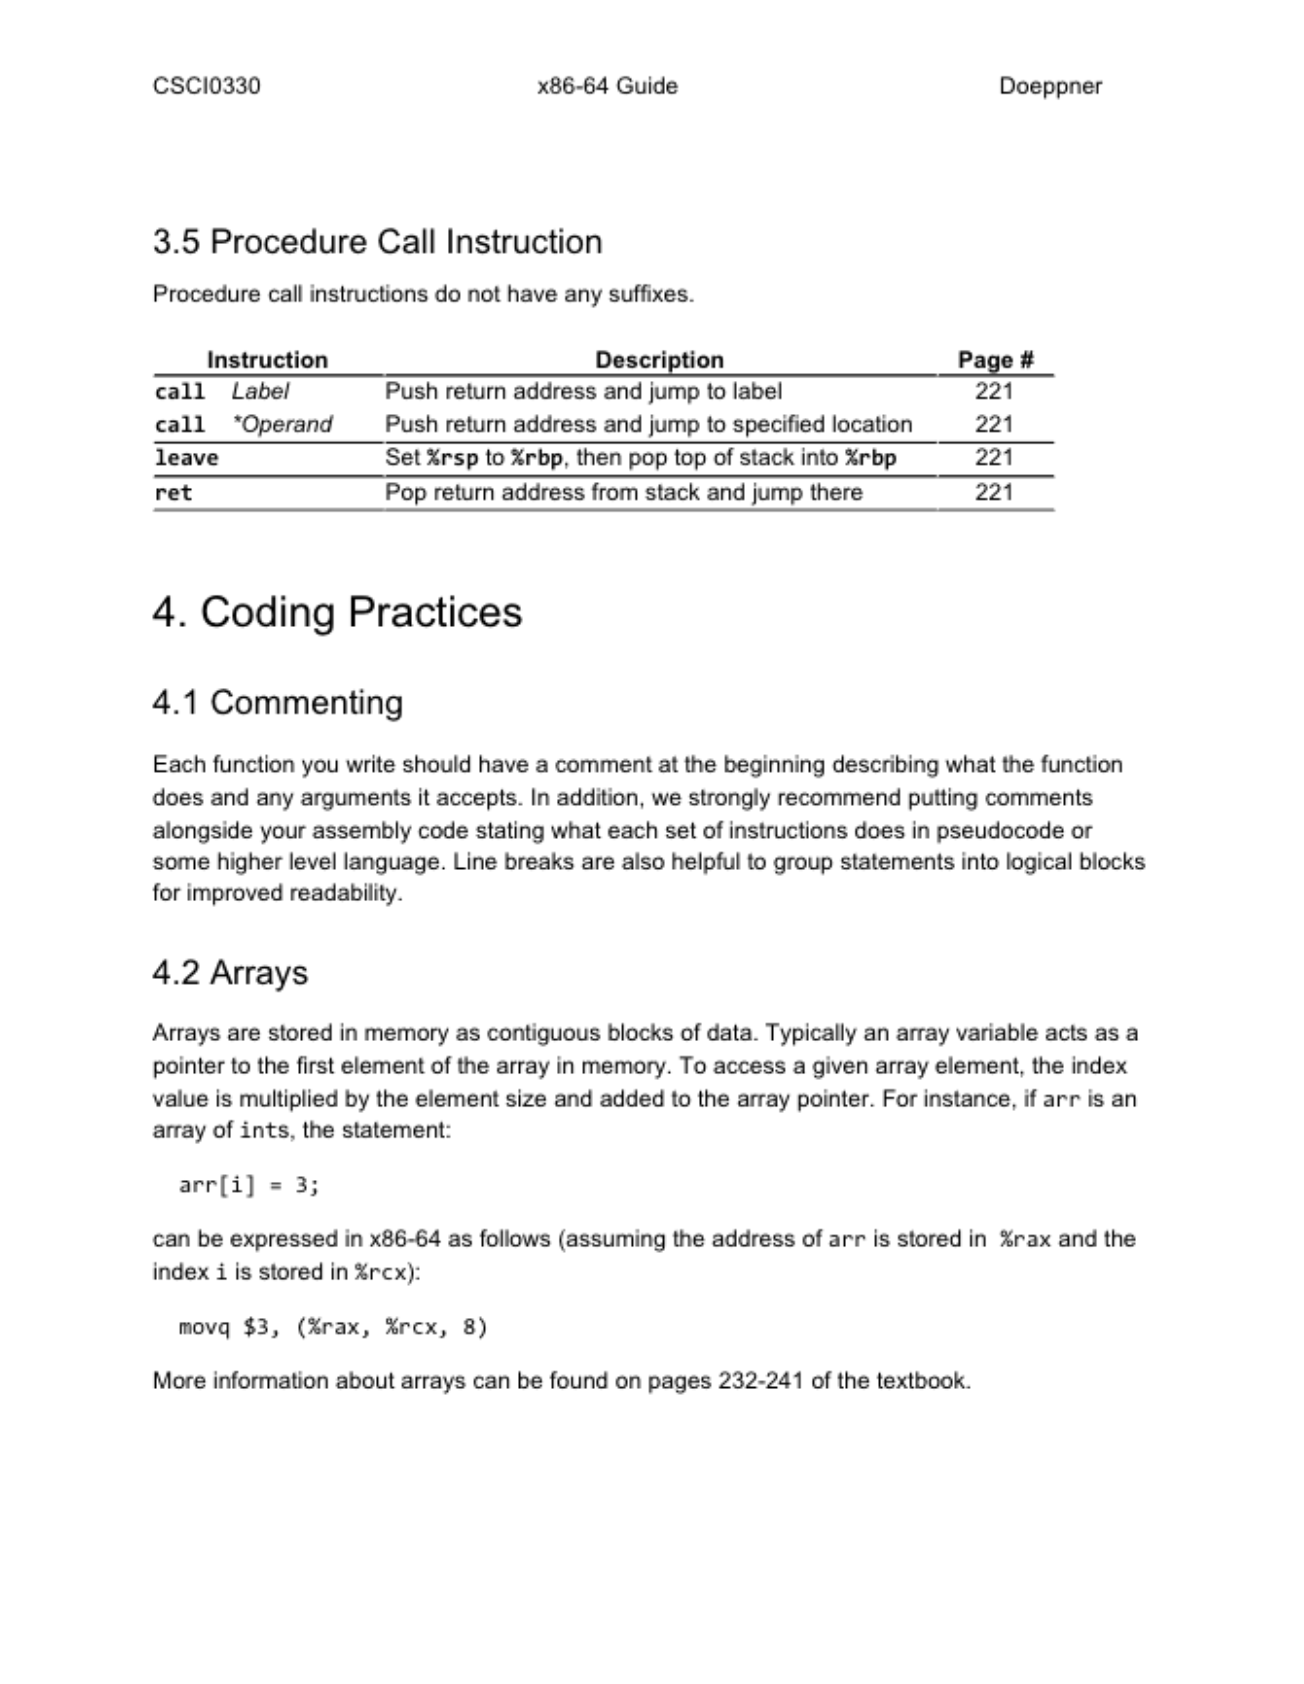 CSCI0330 x86-64 Guide Doeppner
3.5 Procedure Call Instruction
Procedure call instructions do not have any suffixes.
Instruction Description Page #
call Label Push return address and jump to label 221
call *Operand Push return address and jump to specified location 221
leave Set %rsp to %rbp, then pop top of stack into %rbp 221
ret Pop return address from stack and jump there 221
4. Coding Practices
4.1 Commenting
Each function you write should have a comment at the beginning describing what the function
does and any arguments it accepts. In addition, we strongly recommend putting comments
alongside your assembly code stating what each set of instructions does in pseudocode or
some higher level language. Line breaks are also helpful to group statements into logical blocks
for improved readability.
4.2 Arrays
Arrays are stored in memory as contiguous blocks of data. Typically an array variable acts as a
pointer to the first element of the array in memory. To access a given array element, the index
value is multiplied by the element size and added to the array pointer. For instance, if arr is an
array of ints, the statement:
arr[i] = 3;
can be expressed in x86-64 as follows (assuming the address of arr is stored in %rax and the
index i is stored in %rcx):
movq $3, (%rax, %rcx, 8)
More information about arrays can be found on pages 232-241 of the textbook.